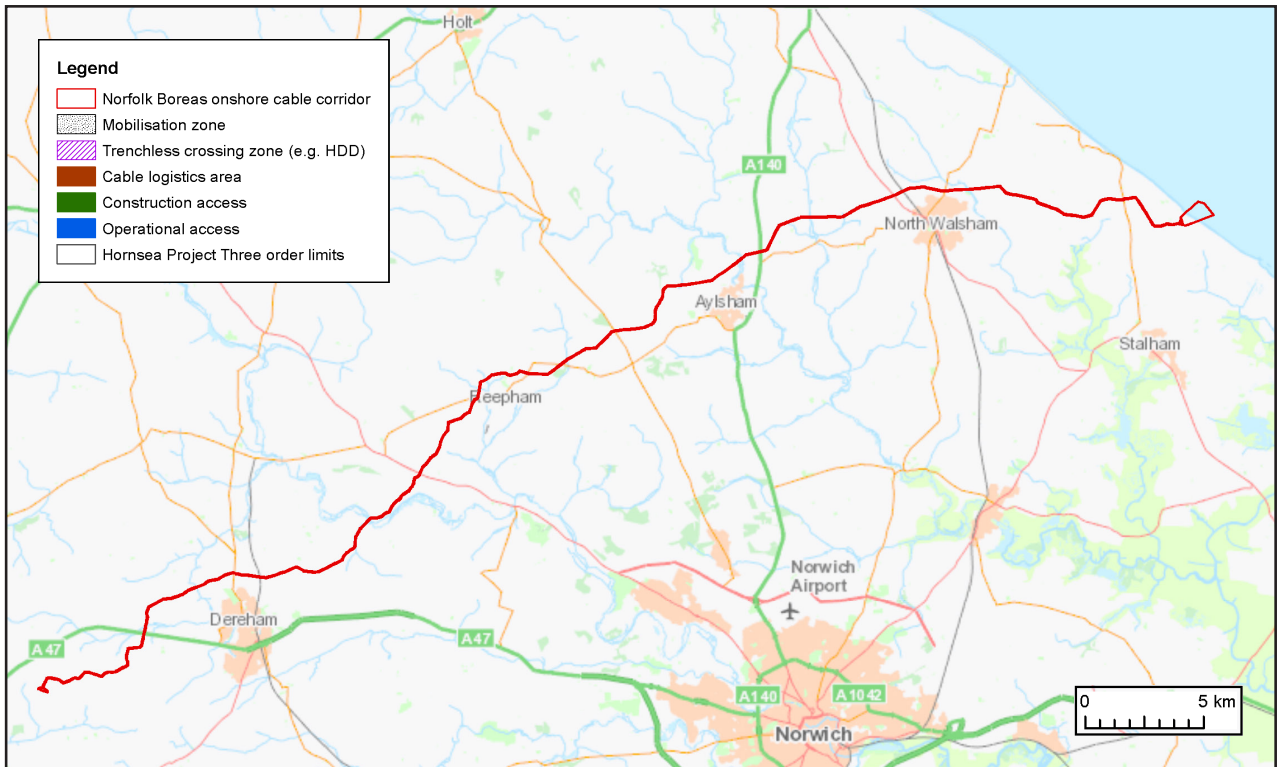 Holt
Legend
Norfolk Boreas onshore cable corridor
Mobilisation zone
Trenchless crossing zone (e.g. HDD)
Cable logistics area
Construction access
Operational access
Hornsea Project Three order limits
A140
North Walsham
Aylsham
Stalham
Reepham
Norwich
Airport
Dereham
A47
A47
A140
A1042
Norwich
0 5 km